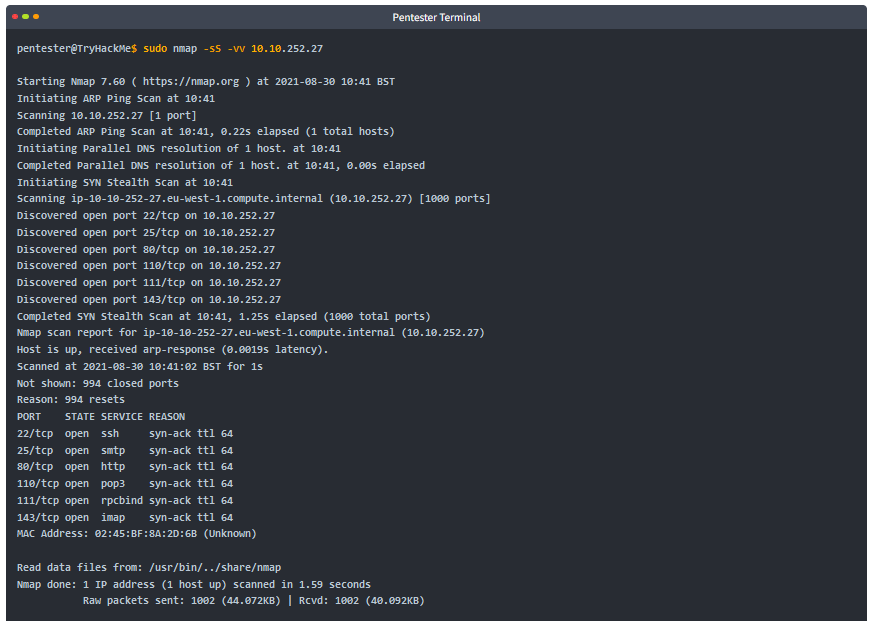 Pentester Terminal
pentester@TryHackMe$ sudo nmap -sS -vv 10.10.252.27
Starting Nmap 7.60 ( https://nmap.org ) at 2021-08-30 10:41 BST
Initiating ARP Ping Scan at 10:41
Scanning 10.10.252.27 [1 port]
Completed ARP Ping Scan at 10:41, 0.22s elapsed (1 total hosts)
Initiating Parallel DNS resolution of 1 host. at 10:41
Completed Parallel DNS resolution of 1 host. at 10:41, 0.00s elapsed
Initiating SYN Stealth Scan at 10:41
Scanning ip-10-10-252-27.eu-west-1.compute.internal (10.10.252.27) [1000 ports]
Discovered open port 22/tcp on 10.10.252.27
Discovered open port 25/tcp on 10.10.252.27
Discovered open port 80/tcp on 10.10.252.27
Discovered open port 110/tcp on 10.10.252.27
Discovered open port 111/tcp on 10.10.252.27
Discovered open port 143/tcp on 10.10.252.27
Completed SYN Stealth Scan at 10:41, 1.25s elapsed (1000 total ports)
Nmap scan report for ip-10-10-252-27.eu-west-1.compute.internal (10.10.252.27)
Host is up, received arp-response (0.0019s latency).
Scanned at 2021-08-30 10:41:02 BST for 1s
Not shown: 994 closed ports
Reason: 994 resets
PORT    STATE SERVICE REASON
22/tcp  open  ssh     syn-ack ttl 64
25/tcp  open  smtp    syn-ack ttl 64
80/tcp  open  http    syn-ack ttl 64
110/tcp open  pop3    syn-ack ttl 64
111/tcp open  rpcbind syn-ack ttl 64
143/tcp open  imap    syn-ack ttl 64
MAC Address: 02:45:BF:8A:2D:6B (Unknown)
Read data files from: /usr/bin/../share/nmap
Nmap done: 1 IP address (1 host up) scanned in 1.59 seconds
           Raw packets sent: 1002 (44.072KB) | Rcvd: 1002 (40.092KB)